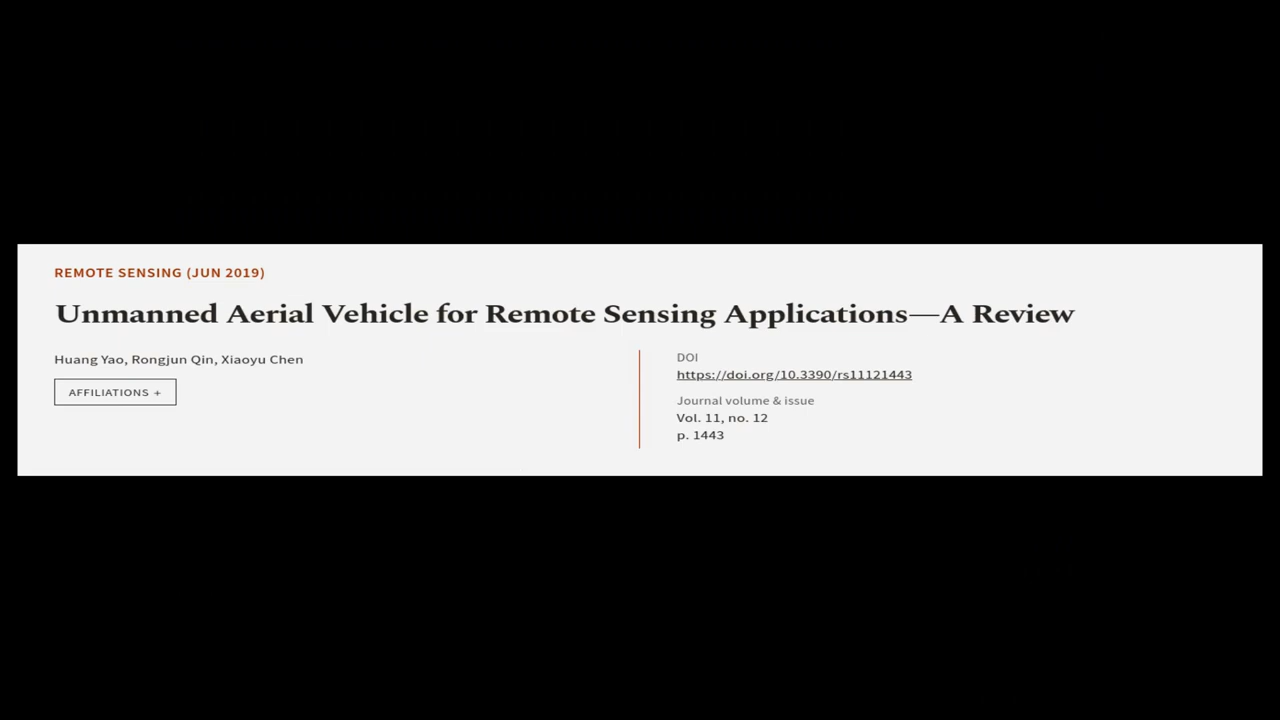 REMOTE SENSING (JUN 2019)
Unmanned Aerial Vehicle for Remote Sensing Applications—A Review
Huang Yao, Rongjun Qin, Xiaoyu Chen
AFFILIATIONS +
DOI
https://doi.org/10.3390/rs11121443
Journal volume & issue
Vol. 11, no. 12
p. 1443